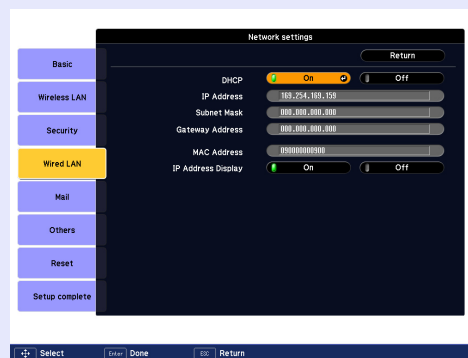 Network settings
Return
Basic
Wireless LAN
Security
Wired LAN
Mail
Others
Reset
Setup complete
DHCP On Off
IP Address 169.254.169.159
Subnet Mask 000.000.000.000
Gateway Address 000.000.000.000
MAC Address 090000000900
IP Address Display On Off
Select Enter Done ESC Return